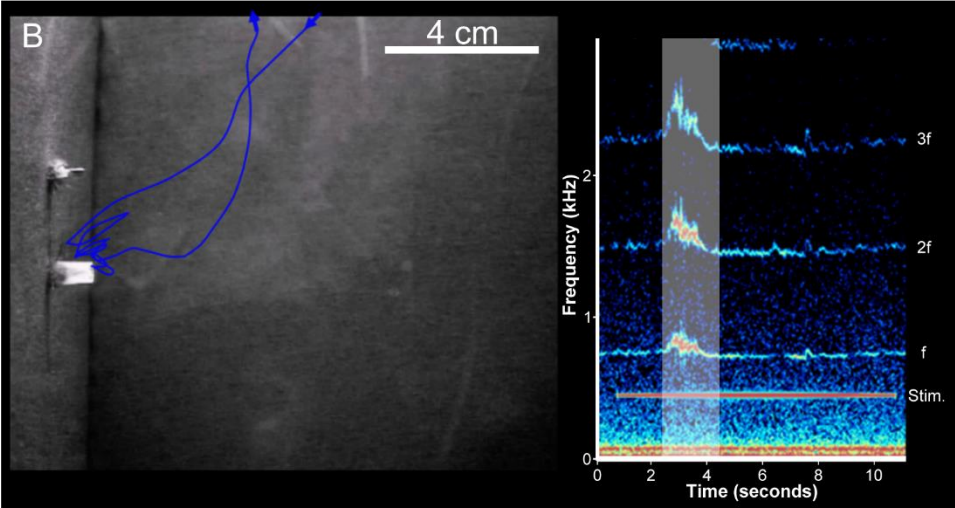 B
4 cm
3f
2
2f
1
f
Stim.
0
0 2 4 6 8 10
Frequency (kHz)
Time (seconds)